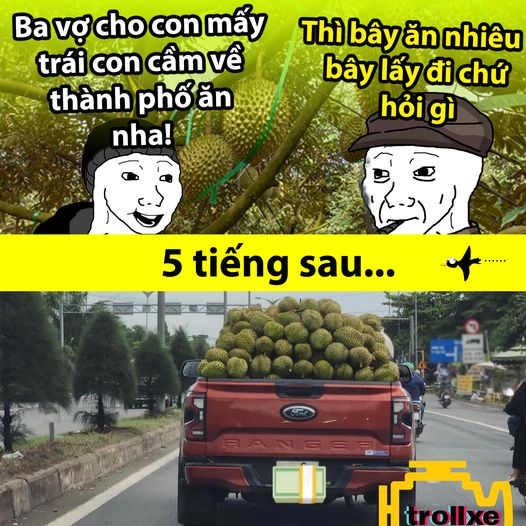 Ba vợ cho con mấy
trái con cầm về
thành phố ăn
nha!
Thì bây ăn nhiêu
bây lấy đi chứ
hỏi gì
5 tiếng sau...
Ford
RANGER
trollxe